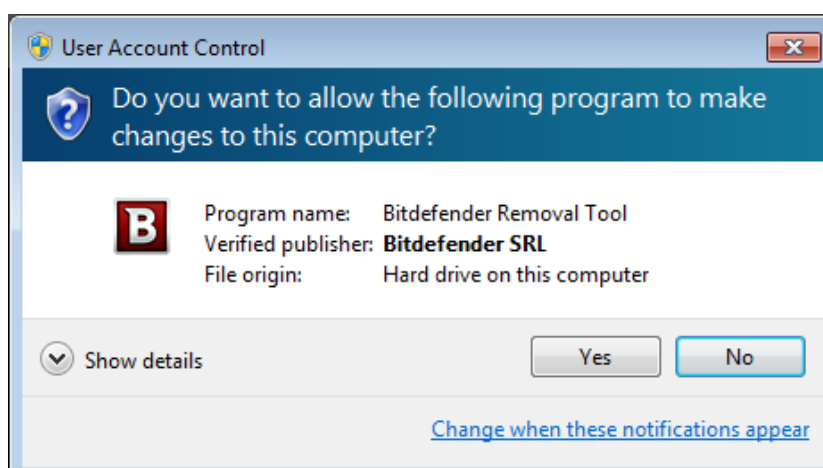 User Account Control
Do you want to allow the following program to make
changes to this computer?
B
Program name: Bitdefender Removal Tool
Verified publisher: Bitdefender SRL
File origin: Hard drive on this computer
Show details
Yes
No
Change when these notifications appear